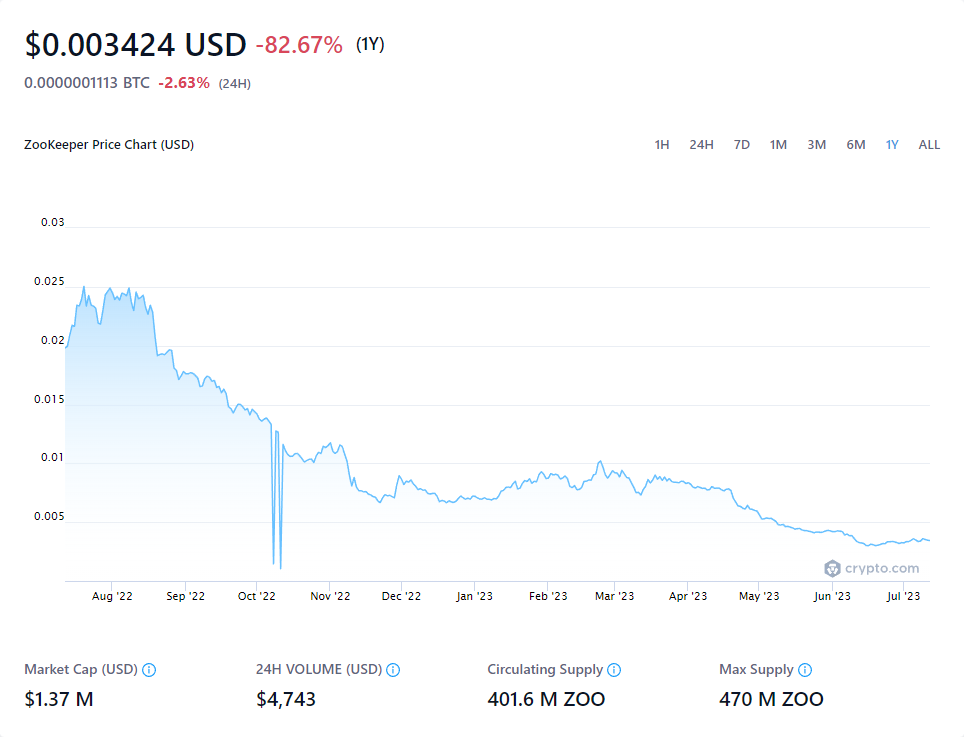 $0.003424 USD -82.67% (1Y)
0.0000001113 BTC -2.63% (24H)
ZooKeeper Price Chart (USD) 1H 24H 7D 1M 3M 6M 1Y ALL
0.03
0.025
0.02
0.015
0.01
0.005
crypto.com
Aug '22 Sep '22 Oct '22 Nov '22 Dec '22 Jan '23 Feb '23 Mar '23 Apr '23 May '23 Jun '23 Jul '23
Market Cap (USD) 24H VOLUME (USD) Circulating Supply Max Supply
$1.37 M $4,743 401.6 M ZOO 470 M ZOO